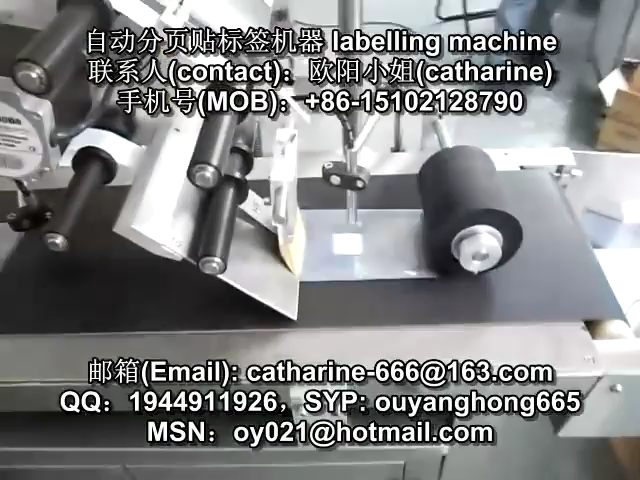 自动分页贴标签机器 labelling machine
联系人(contact)：欧阳小姐(catharine)
手机号(MOB)：+86-15102128790
邮箱(Email): catharine-666@163.com
QQ：1944911926，SYP: ouyanghong665
MSN：oy021@hotmail.com